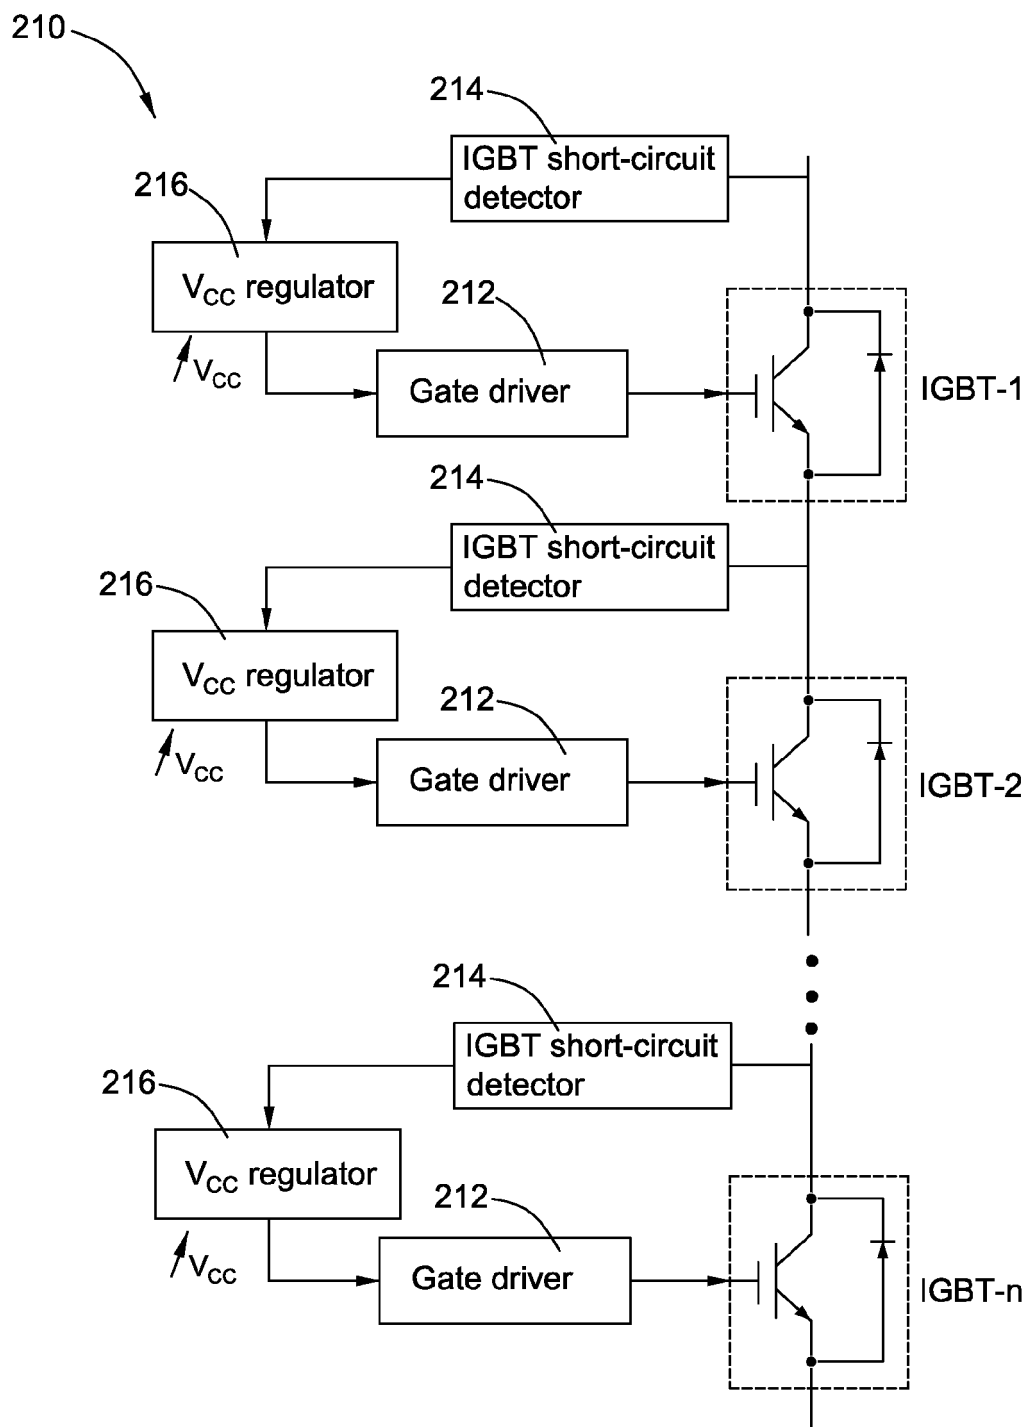 210
214
IGBT short-circuit
detector
216
VCC regulator
212
VCC
Gate driver
IGBT-1
214
IGBT short-circuit
detector
216
VCC regulator
212
VCC
Gate driver
IGBT-2
214
IGBT short-circuit
detector
216
VCC regulator
212
VCC
Gate driver
IGBT-n